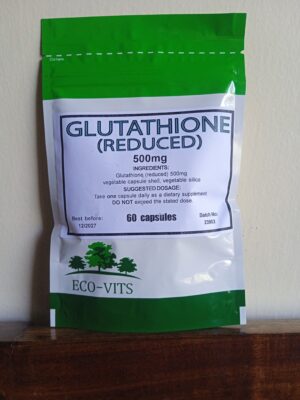 GLUTATHIONE
(REDUCED)
500mg
INGREDIENTS:
Glutathione (reduced) 500mg
vegetable capsule shell, vegetable silica
SUGGESTED DOSAGE:
Take one capsule daily as a dietary supplement
DO NOT exceed the stated dose.
Best before:
12/2027
60 capsules
Batch No:
ECO-VITS